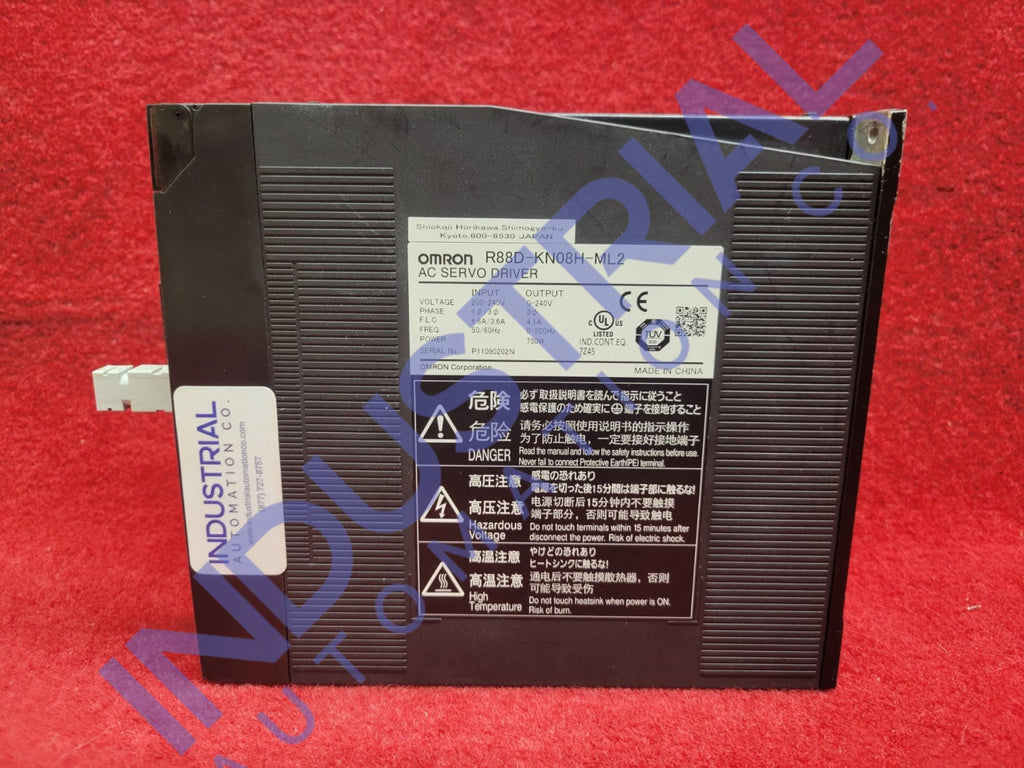 Shiokoji Horikawa, Shimogyo-ku,
Kyoto, 600-8530 JAPAN
OMRON R88D-KN08H-ML2
AC SERVO DRIVER
INPUT OUTPUT
VOLTAGE 200-240V 0-240V
PHASE 1φ/3φ 3φ
F.L.C 6.6A/3.6A 4.1A
FREQ. 50/60Hz 0-500Hz
POWER 750W
SERIAL No. P11090202N
OMRON Corporation
CE
C UL US
LISTED
IND.CONT.EQ.
7Z45
TÜV
MADE IN CHINA
危険 必ず取扱説明書を読んで指示に従うこと
感電保護のため確実に端子を接地すること
危险 请务必按照使用说明书的指示操作
为了防止触电，一定要接好接地端子
DANGER Read the manual and follow the safety instructions before use.
Never fail to connect Protective Earth(PE) terminal.
高圧注意 感電の恐れあり
電源を切った後15分間は端子部に触るな!
高压注意 电源切断后15分钟内不要触摸
端子部分，否则可能导致触电
Hazardous Voltage Do not touch terminals within 15 minutes after
disconnect the power. Risk of electric shock.
高温注意 やけどの恐れあり
ヒートシンクに触るな!
高温注意 通电后不要触摸散热器，否则
可能导致受伤
High Temperature Do not touch heatsink when power is ON.
Risk of burn.
INDUSTRIAL
AUTOMATION CO.
www.industrialautomationco.com
(877) 727-8757
INDUSTRIAL
AUTOMATION CO.